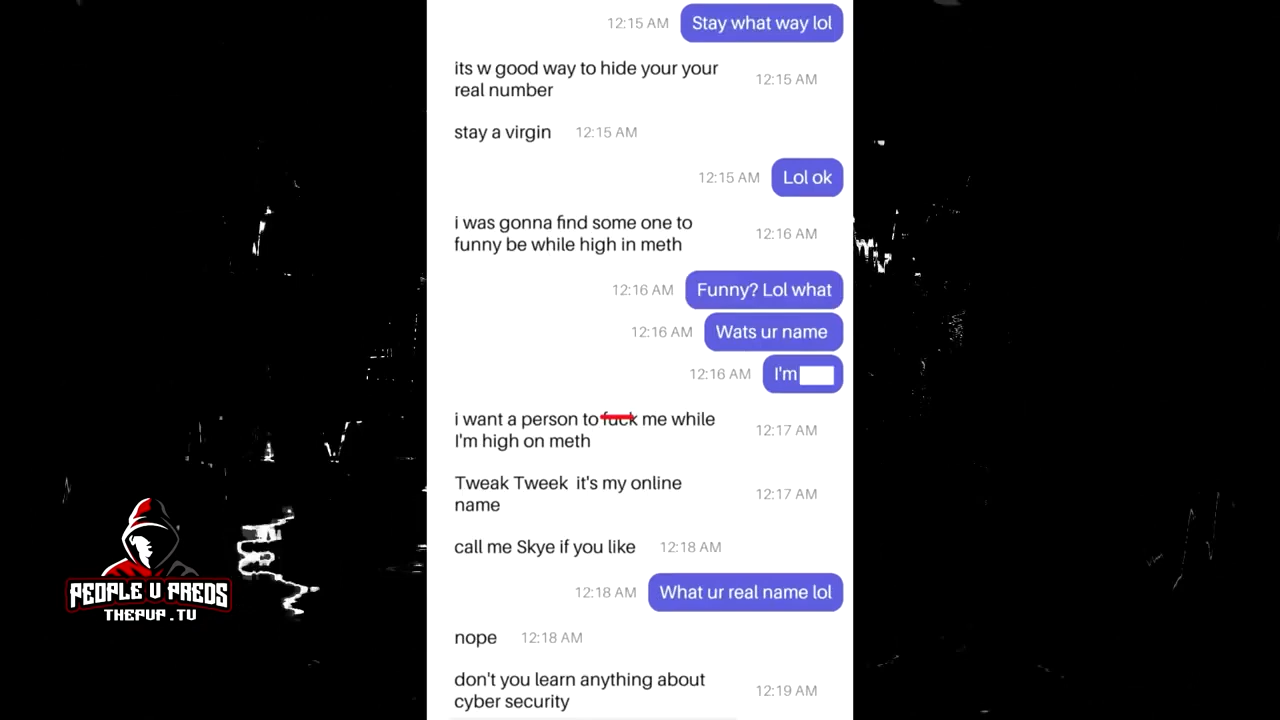 12:15 AM Stay what way lol
its w good way to hide your your
real number
12:15 AM
stay a virgin 12:15 AM
12:15 AM Lol ok
i was gonna find some one to
funny be while high in meth
12:16 AM
12:16 AM Funny? Lol what
12:16 AM Wats ur name
12:16 AM I'm
i want a person to fuck me while
I'm high on meth
12:17 AM
Tweak Tweek it's my online
name
12:17 AM
call me Skye if you like 12:18 AM
12:18 AM What ur real name lol
nope 12:18 AM
don't you learn anything about
cyber security
12:19 AM
PEOPLE V PREDS
THEPVP.TV